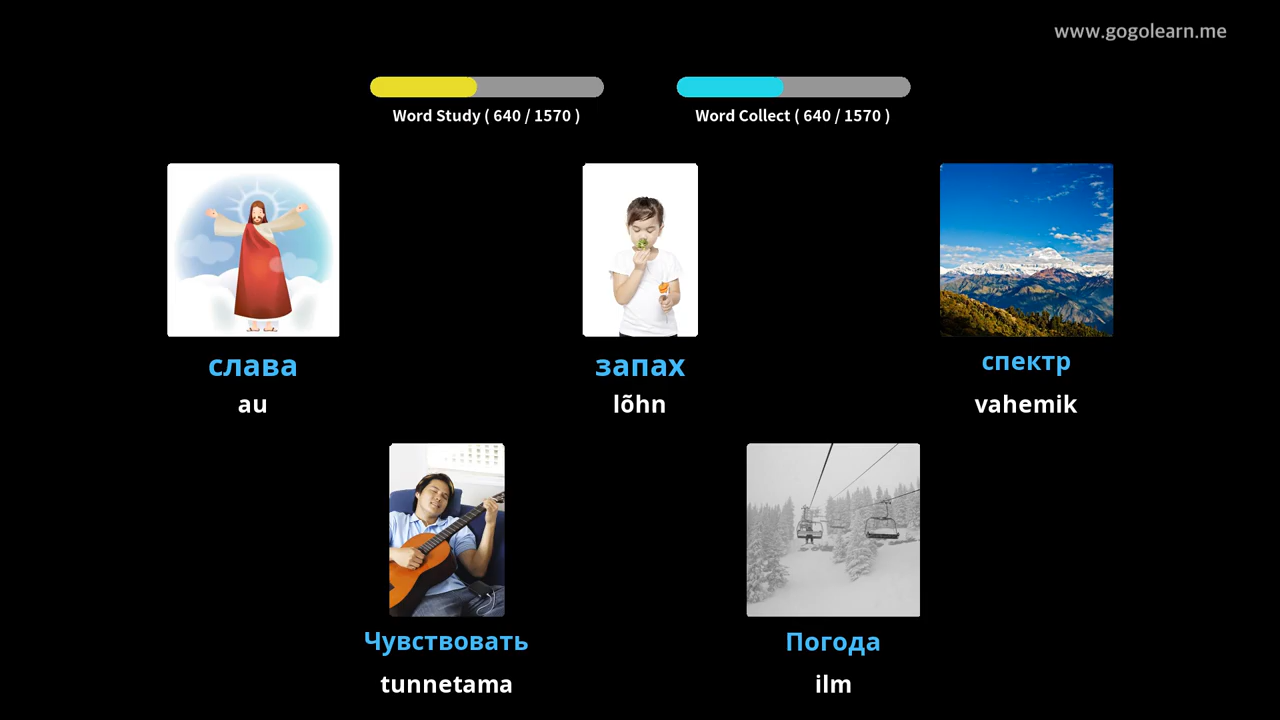 www.gogolearn.me
Word Study ( 640 / 1570 )
Word Collect ( 640 / 1570 )
слава
запах
спектр
au
lõhn
vahemik
Чувствовать
Погода
tunnetama
ilm